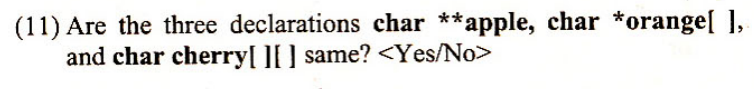 (11) Are the three declarations char **apple, char *orange[ ],
and char cherry[ ][ ] same? <Yes/No>